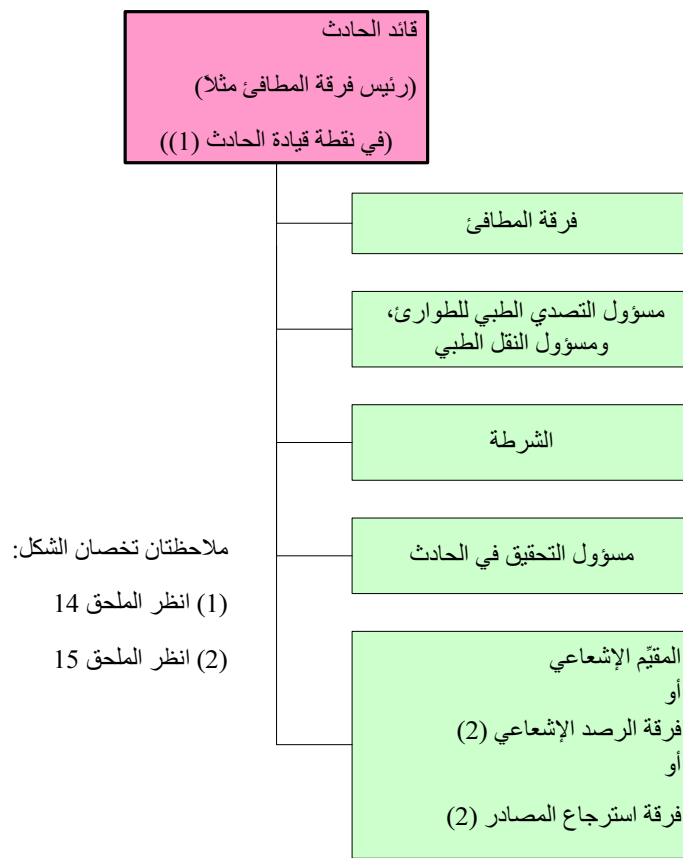 قائد الحادث
(رئيس فرقة المطافئ مثلاً)
(في نقطة قيادة الحادث (1))
فرقة المطافئ
مسؤول التصدي الطبي للطوارئ،
ومسؤول النقل الطبي
الشرطة
مسؤول التحقيق في الحادث
المقيِّم الإشعاعي
أو
فرقة الرصد الإشعاعي (2)
أو
فرقة استرجاع المصادر (2)
ملاحظتان تخصان الشكل:
(1) انظر الملحق 14
(2) انظر الملحق 15